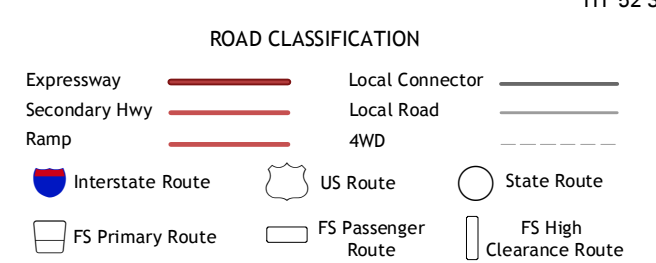 ROAD CLASSIFICATION
Expressway
Local Connector
Secondary Hwy
Local Road
Ramp
4WD
Interstate Route
US Route
State Route
FS Primary Route
FS Passenger
Route
FS High
Clearance Route